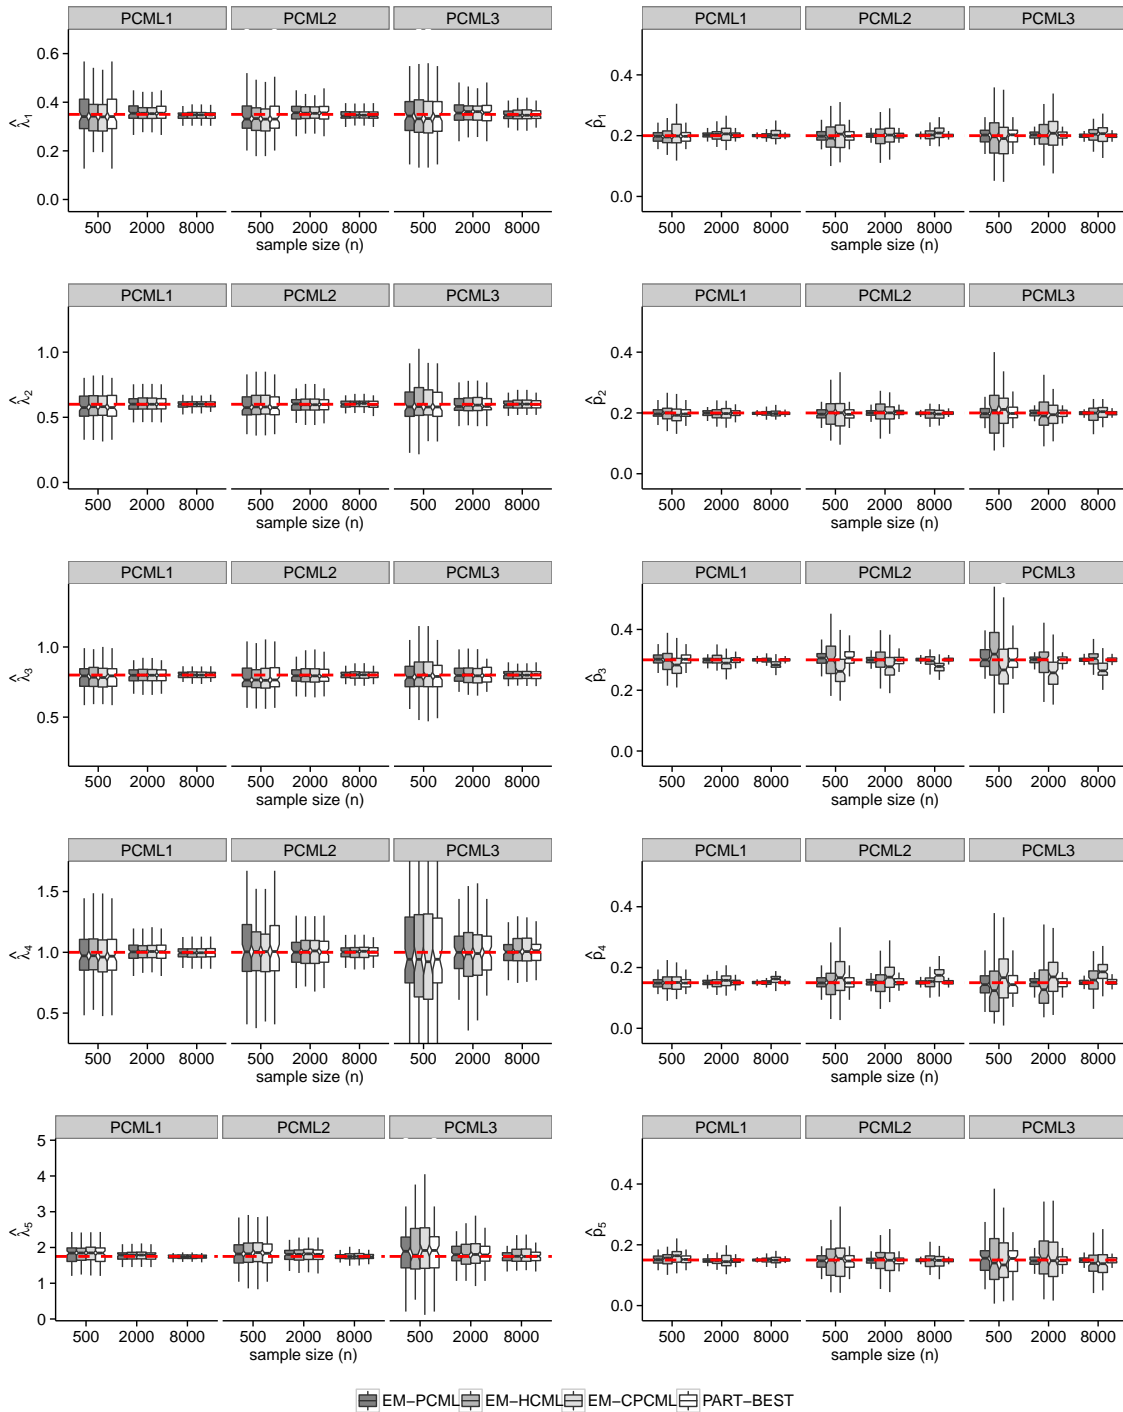 PCML1 PCML2 PCML3
0.6
0.4
0.2
0.0
λ̂1
500 2000 8000 500 2000 8000 500 2000 8000
sample size (n)
PCML1 PCML2 PCML3
0.4
0.2
0.0
p̂1
500 2000 8000 500 2000 8000 500 2000 8000
sample size (n)
PCML1 PCML2 PCML3
1.0
0.5
0.0
λ̂2
500 2000 8000 500 2000 8000 500 2000 8000
sample size (n)
PCML1 PCML2 PCML3
0.4
0.2
0.0
p̂2
500 2000 8000 500 2000 8000 500 2000 8000
sample size (n)
PCML1 PCML2 PCML3
1.0
0.5
λ̂3
500 2000 8000 500 2000 8000 500 2000 8000
sample size (n)
PCML1 PCML2 PCML3
0.4
0.2
0.0
p̂3
500 2000 8000 500 2000 8000 500 2000 8000
sample size (n)
PCML1 PCML2 PCML3
1.5
1.0
0.5
λ̂4
500 2000 8000 500 2000 8000 500 2000 8000
sample size (n)
PCML1 PCML2 PCML3
0.4
0.2
0.0
p̂4
500 2000 8000 500 2000 8000 500 2000 8000
sample size (n)
PCML1 PCML2 PCML3
5
4
3
2
1
0
λ̂5
500 2000 8000 500 2000 8000 500 2000 8000
sample size (n)
PCML1 PCML2 PCML3
0.4
0.2
0.0
p̂5
500 2000 8000 500 2000 8000 500 2000 8000
sample size (n)
EM−PCML EM−HCML EM−CPCML PART−BEST